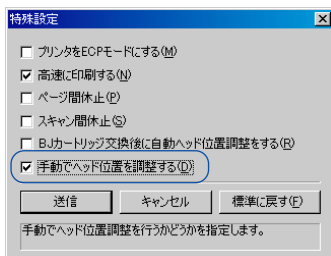 特殊設定
プリンタをECPモードにする(M)
高速に印刷する(N)
ページ間休止(P)
スキャン間休止(S)
BJカートリッジ交換後に自動ヘッド位置調整をする(R)
手動でヘッド位置を調整する(D)
送信 キャンセル 標準に戻す(F)
手動でヘッド位置調整を行うかどうかを指定します。